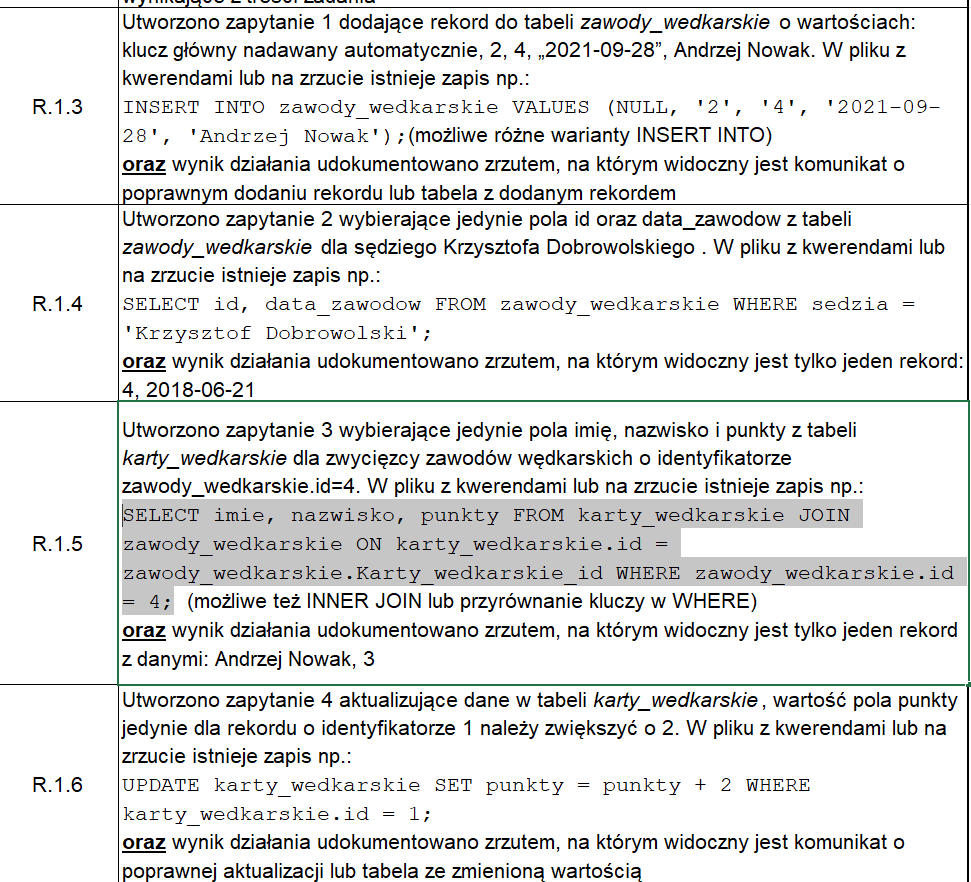 wynikające z treści zadania
R.1.3
Utworzono zapytanie 1 dodające rekord do tabeli zawody_wedkarskie o wartościach:
klucz główny nadawany automatycznie, 2, 4, „2021-09-28”, Andrzej Nowak. W pliku z
kwerendami lub na zrzucie istnieje zapis np.:
INSERT INTO zawody_wedkarskie VALUES (NULL, '2', '4', '2021-09-
28', 'Andrzej Nowak');(możliwe różne warianty INSERT INTO)
oraz wynik działania udokumentowano zrzutem, na którym widoczny jest komunikat o
poprawnym dodaniu rekordu lub tabela z dodanym rekordem
R.1.4
Utworzono zapytanie 2 wybierające jedynie pola id oraz data_zawodow z tabeli
zawody_wedkarskie dla sędziego Krzysztofa Dobrowolskiego . W pliku z kwerendami lub
na zrzucie istnieje zapis np.:
SELECT id, data_zawodow FROM zawody_wedkarskie WHERE sedzia =
'Krzysztof Dobrowolski';
oraz wynik działania udokumentowano zrzutem, na którym widoczny jest tylko jeden rekord:
4, 2018-06-21
R.1.5
Utworzono zapytanie 3 wybierające jedynie pola imię, nazwisko i punkty z tabeli
karty_wedkarskie dla zwycięzcy zawodów wędkarskich o identyfikatorze
zawody_wedkarskie.id=4. W pliku z kwerendami lub na zrzucie istnieje zapis np.:
SELECT imie, nazwisko, punkty FROM karty_wedkarskie JOIN
zawody_wedkarskie ON karty_wedkarskie.id =
zawody_wedkarskie.Karty_wedkarskie_id WHERE zawody_wedkarskie.id
= 4; (możliwe też INNER JOIN lub przyrównanie kluczy w WHERE)
oraz wynik działania udokumentowano zrzutem, na którym widoczny jest tylko jeden rekord
z danymi: Andrzej Nowak, 3
R.1.6
Utworzono zapytanie 4 aktualizujące dane w tabeli karty_wedkarskie, wartość pola punkty
jedynie dla rekordu o identyfikatorze 1 należy zwiększyć o 2. W pliku z kwerendami lub na
zrzucie istnieje zapis np.:
UPDATE karty_wedkarskie SET punkty = punkty + 2 WHERE
karty_wedkarskie.id = 1;
oraz wynik działania udokumentowano zrzutem, na którym widoczny jest komunikat o
poprawnej aktualizacji lub tabela ze zmienioną wartością